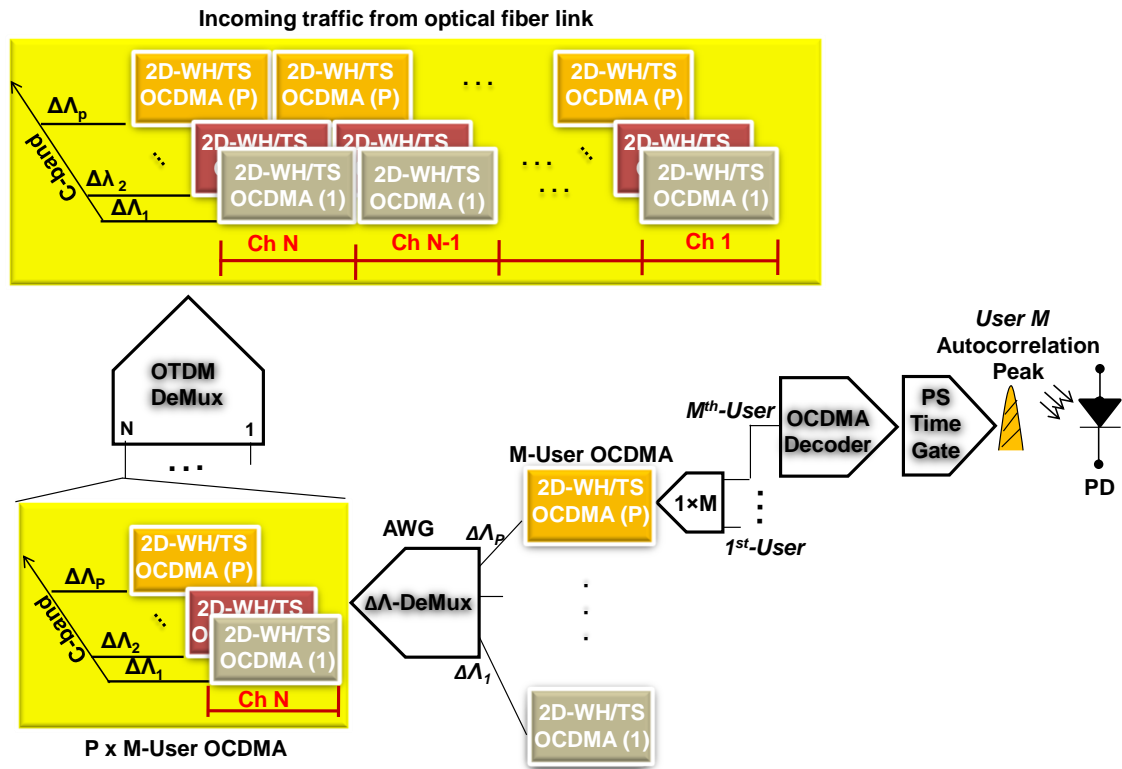 Incoming traffic from optical fiber link
2D-WH/TS
OCDMA (P)
2D-WH/TS
OCDMA (P)
. . .
2D-WH/TS
OCDMA (P)
ΔΛp
2D-WH/TS
2D-WH/TS
2D-WH/TS
C-band
...
Δλ 2
ΔΛ1
2D-WH/TS
OCDMA (1)
2D-WH/TS
OCDMA (1)
. . .
. . .
...
2D-WH/TS
OCDMA (1)
Ch N
Ch N-1
Ch 1
OTDM
DeMux
N
1
. . .
User M
Autocorrelation
Peak
Mth-User
OCDMA
Decoder
PS
Time
Gate
PD
M-User OCDMA
2D-WH/TS
OCDMA (P)
1×M
1st-User
AWG
ΔΛ-DeMux
ΔΛP
ΔΛ1
2D-WH/TS
OCDMA (1)
2D-WH/TS
OCDMA (P)
ΔΛP
2D-WH/TS
C-band
...
ΔΛ2
ΔΛ1
2D-WH/TS
OCDMA (1)
Ch N
P x M-User OCDMA